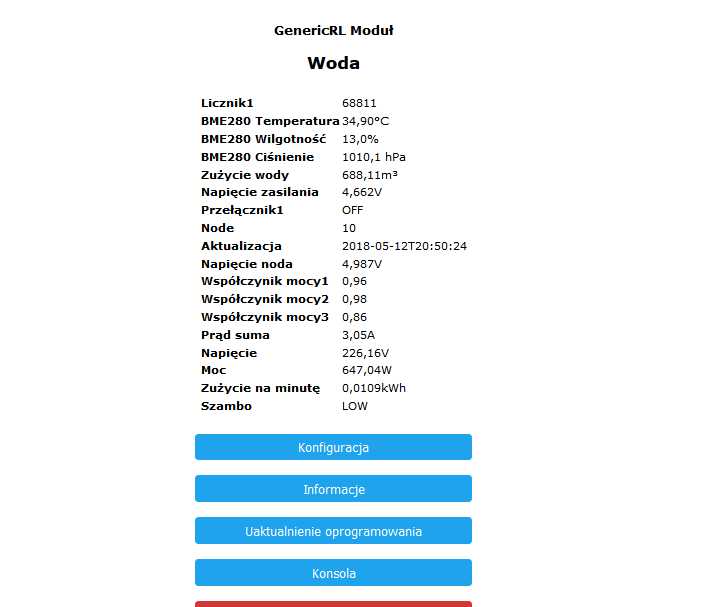 GenericRL Moduł
Woda
Licznik1 68811
BME280 Temperatura 34,90°C
BME280 Wilgotność 13,0%
BME280 Ciśnienie 1010,1 hPa
Zużycie wody 688,11m³
Napięcie zasilania 4,662V
Przełącznik1 OFF
Node 10
Aktualizacja 2018-05-12T20:50:24
Napięcie noda 4,987V
Współczynik mocy1 0,96
Współczynik mocy2 0,98
Współczynik mocy3 0,86
Prąd suma 3,05A
Napięcie 226,16V
Moc 647,04W
Zużycie na minutę 0,0109kWh
Szambo LOW
Konfiguracja
Informacje
Uaktualnienie oprogramowania
Konsola